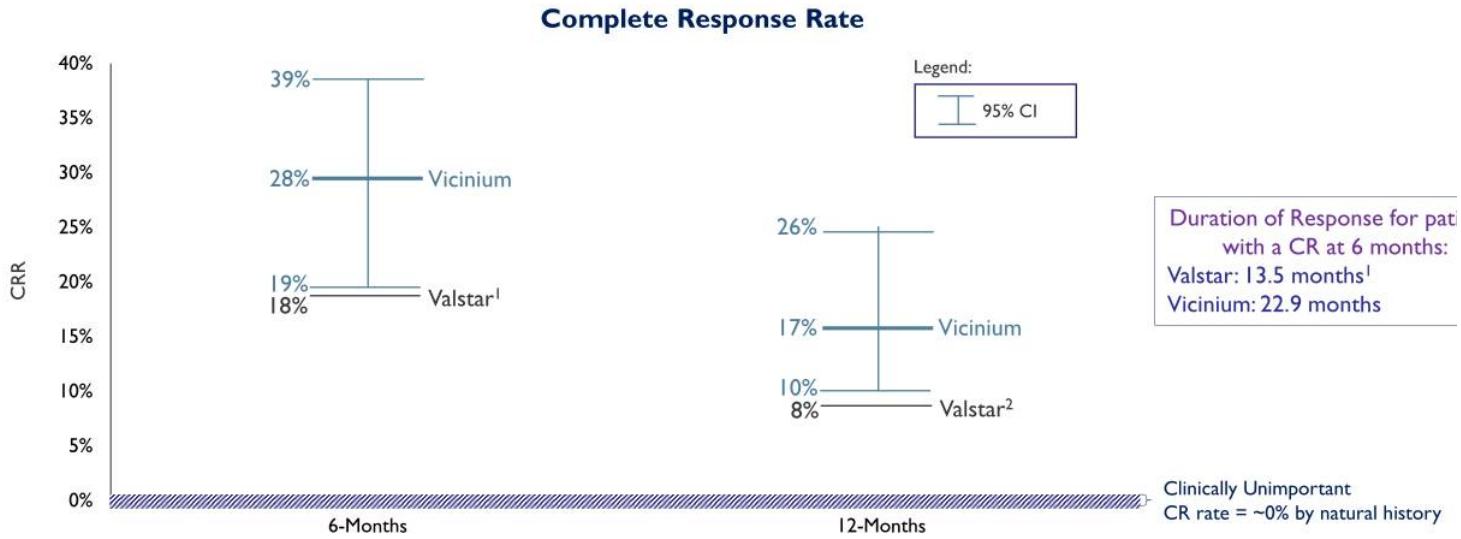 Complete Response Rate
40%
35%
30%
25%
20%
15%
10%
5%
0%
CRR
39%
28%
Vicinium
19%
18%
Valstar¹
6-Months
26%
17%
Vicinium
10%
8%
Valstar²
12-Months
Legend:
95% CI
Duration of Response for pati
with a CR at 6 months:
Valstar: 13.5 months¹
Vicinium: 22.9 months
Clinically Unimportant
CR rate = ~0% by natural history